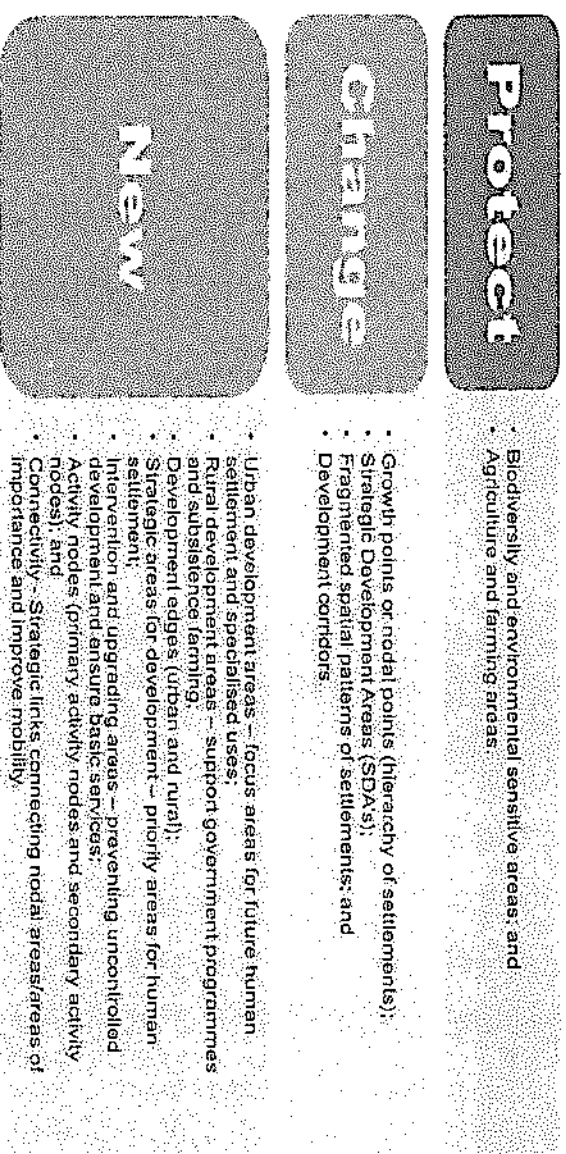 Protect
• Biodiversity and environmental sensitive areas; and
• Agriculture and farming areas.
Change
• Growth points or nodal points (hierarchy of settlements);
• Strategic Development Areas (SDA's);
• Fragmented spatial patterns of settlements; and
• Development corridors.
New
• Urban development areas – focus areas for future human
settlement and specialised uses;
• Rural development areas – support government programmes
and subsistence farming.
• Development edges (urban and rural);
• Strategic areas for development – priority areas for human
settlement;
• Intervention and upgrading areas – preventing uncontrolled
development and ensure basic services;
• Activity nodes (primary activity nodes and secondary activity
nodes); and
• Connectivity - Strategic links connecting nodal areas/areas of
importance and improve mobility.